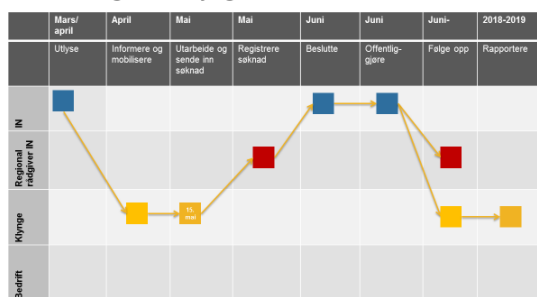 Mars/ April Mai Mai Juni Juni Juni- 2018-2019
april
Utlyse Informere og Utarbeide og Registrere Beslutte Offentlig- Følge opp Rapportere
mobilisere sende inn søknad gjøre
søknad
IN
Regional
rådgiver IN
Klynge
15.
mai
Bedrift